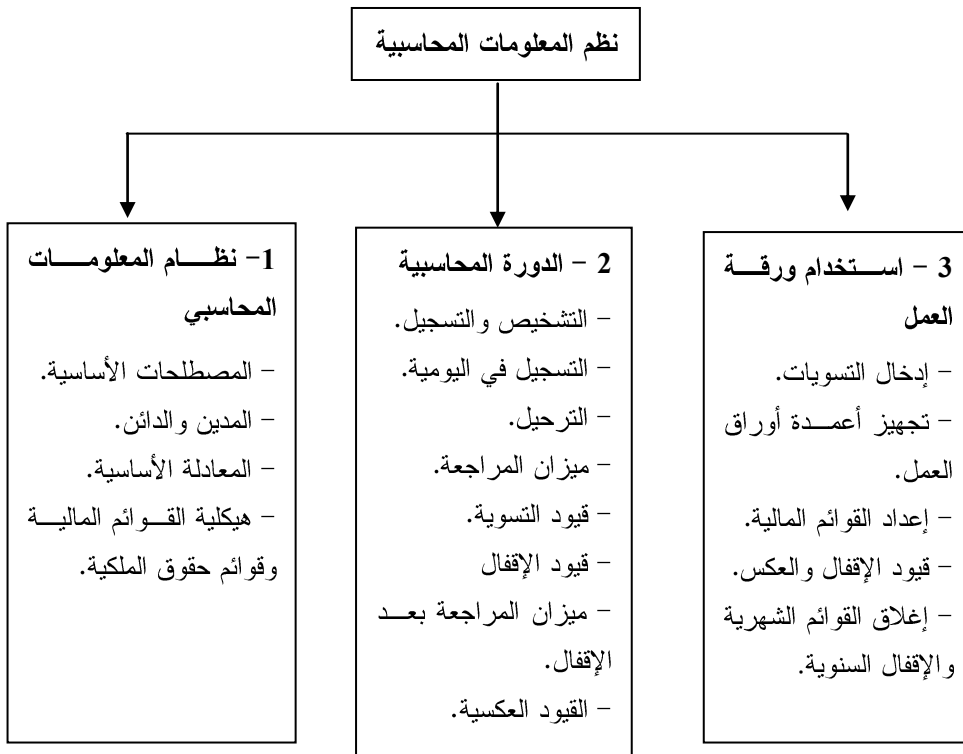 نظم المعلومات المحاسبية
1- نظام المعلومات
المحاسبي
- المصطلحات الأساسية.
- المدين والدائن.
- المعادلة الأساسية.
- هيكلية القوائم المالية
وقوائم حقوق الملكية.
2 - الدورة المحاسبية
- التشخيص والتسجيل.
- التسجيل في اليومية.
- الترحيل.
- ميزان المراجعة.
- قيود التسوية.
- قيود الإقفال
- ميزان المراجعة بعد
الإقفال.
- القيود العكسية.
3 - استخدام ورقة
العمل
- إدخال التسويات.
- تجهيز أعمدة أوراق
العمل.
- إعداد القوائم المالية.
- قيود الإقفال والعكس.
- إغلاق القوائم الشهرية
والإقفال السنوية.